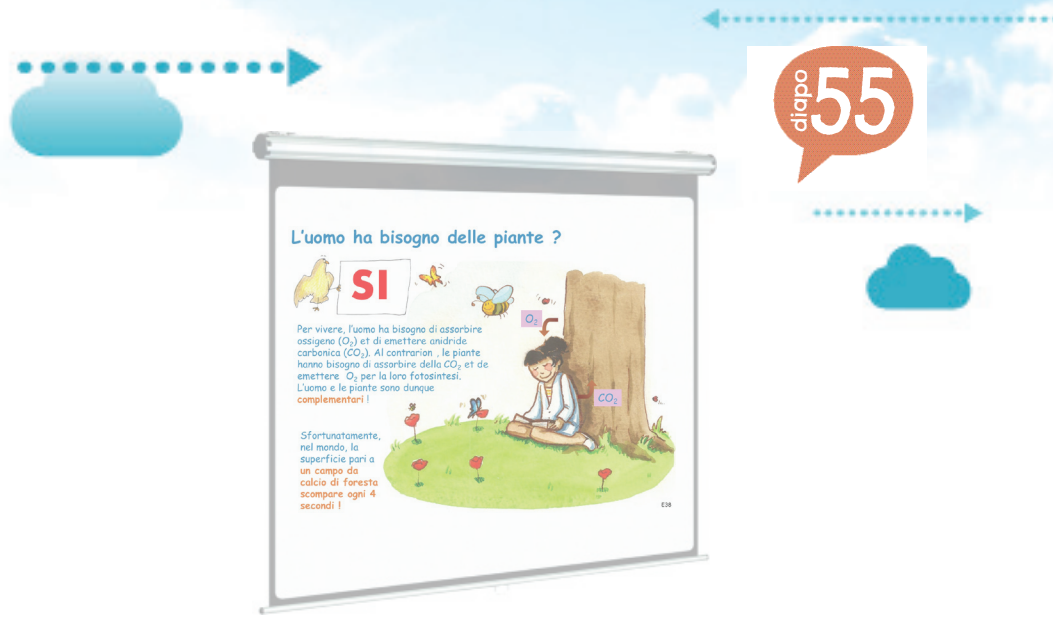 diapo 55
L'uomo ha bisogno delle piante ?
SI
Per vivere, l'uomo ha bisogno di assorbire
ossigeno (O₂) et di emettere anidride
carbonica (CO₂). Al contrarion , le piante
hanno bisogno di assorbire della CO₂ et de
emettere O₂ per la loro fotosintesi.
L'uomo e le piante sono dunque
complementari !
O₂
CO₂
Sfortunatamente,
nel mondo, la
superficie pari a
un campo da
calcio di foresta
scompare ogni 4
secondi !
E38